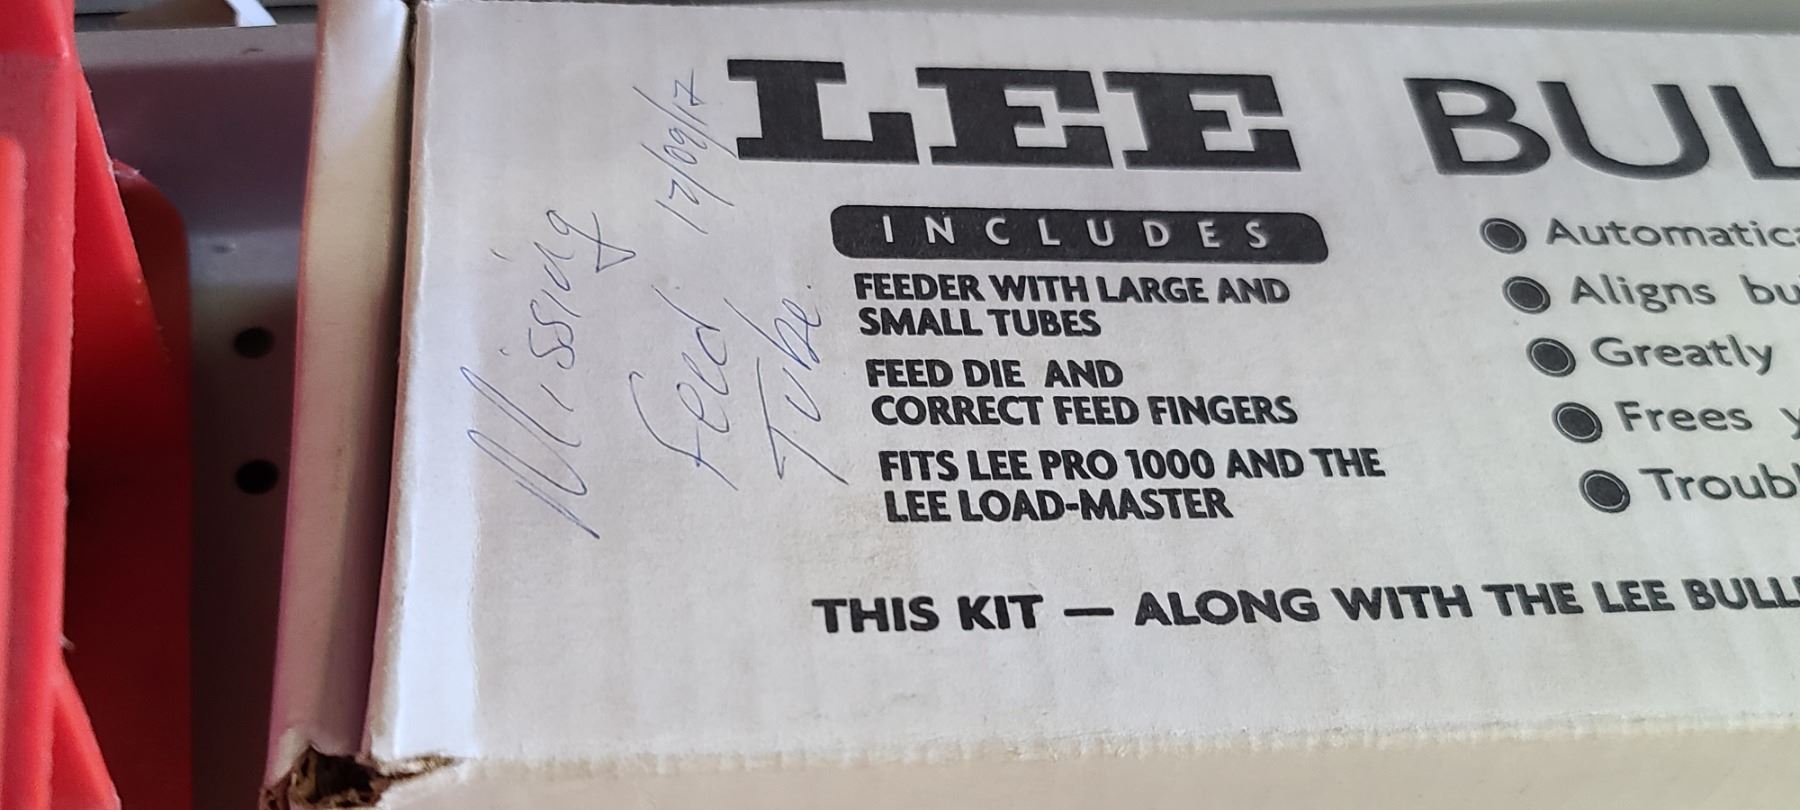 Missing
Feed
Tube.
17/09/17
LEE BUL
INCLUDES
FEEDER WITH LARGE AND
SMALL TUBES
FEED DIE AND
CORRECT FEED FINGERS
FITS LEE PRO 1000 AND THE
LEE LOAD-MASTER
Automatica
Aligns bu
Greatly
Frees y
Troubl
THIS KIT — ALONG WITH THE LEE BULL